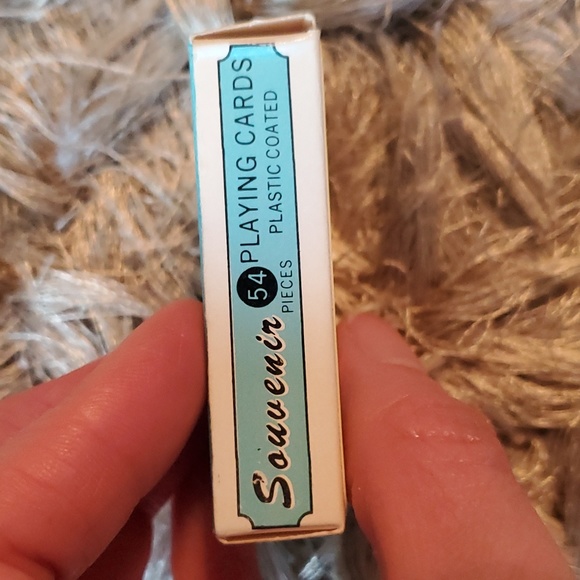 Souvenir 54 PLAYING CARDS
PIECES PLASTIC COATED